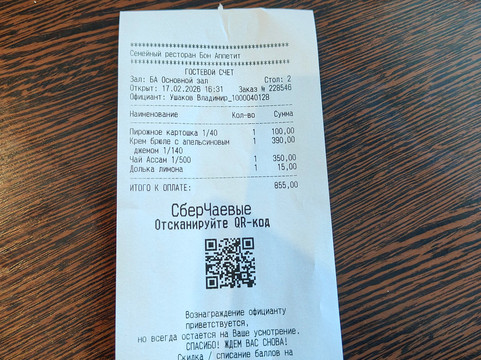 ************************************
Семейный ресторан Бон Аппетит
************************************
ГОСТЕВОЙ СЧЕТ
Зал: БА Основной зал Стол: 2
Открыт: 17.02.2026 16:31 Заказ № 228546
Официант: Ушаков Владимир_1000040128
Наименование Кол-во Сумма
Пирожное картошка 1/40 1 100,00
Крем брюле с апельсиновым 1 390,00
джемом 1/140
Чай Ассам 1/500 1 350,00
Долька лимона 1 15,00
ИТОГО К ОПЛАТЕ: 855,00
СберЧаевые
Отсканируйте QR-код
Вознаграждение официанту
приветствуется,
но всегда остается на Ваше усмотрение.
СПАСИБО! ЖДЕМ ВАС СНОВА!
Скидка / списание баллов на